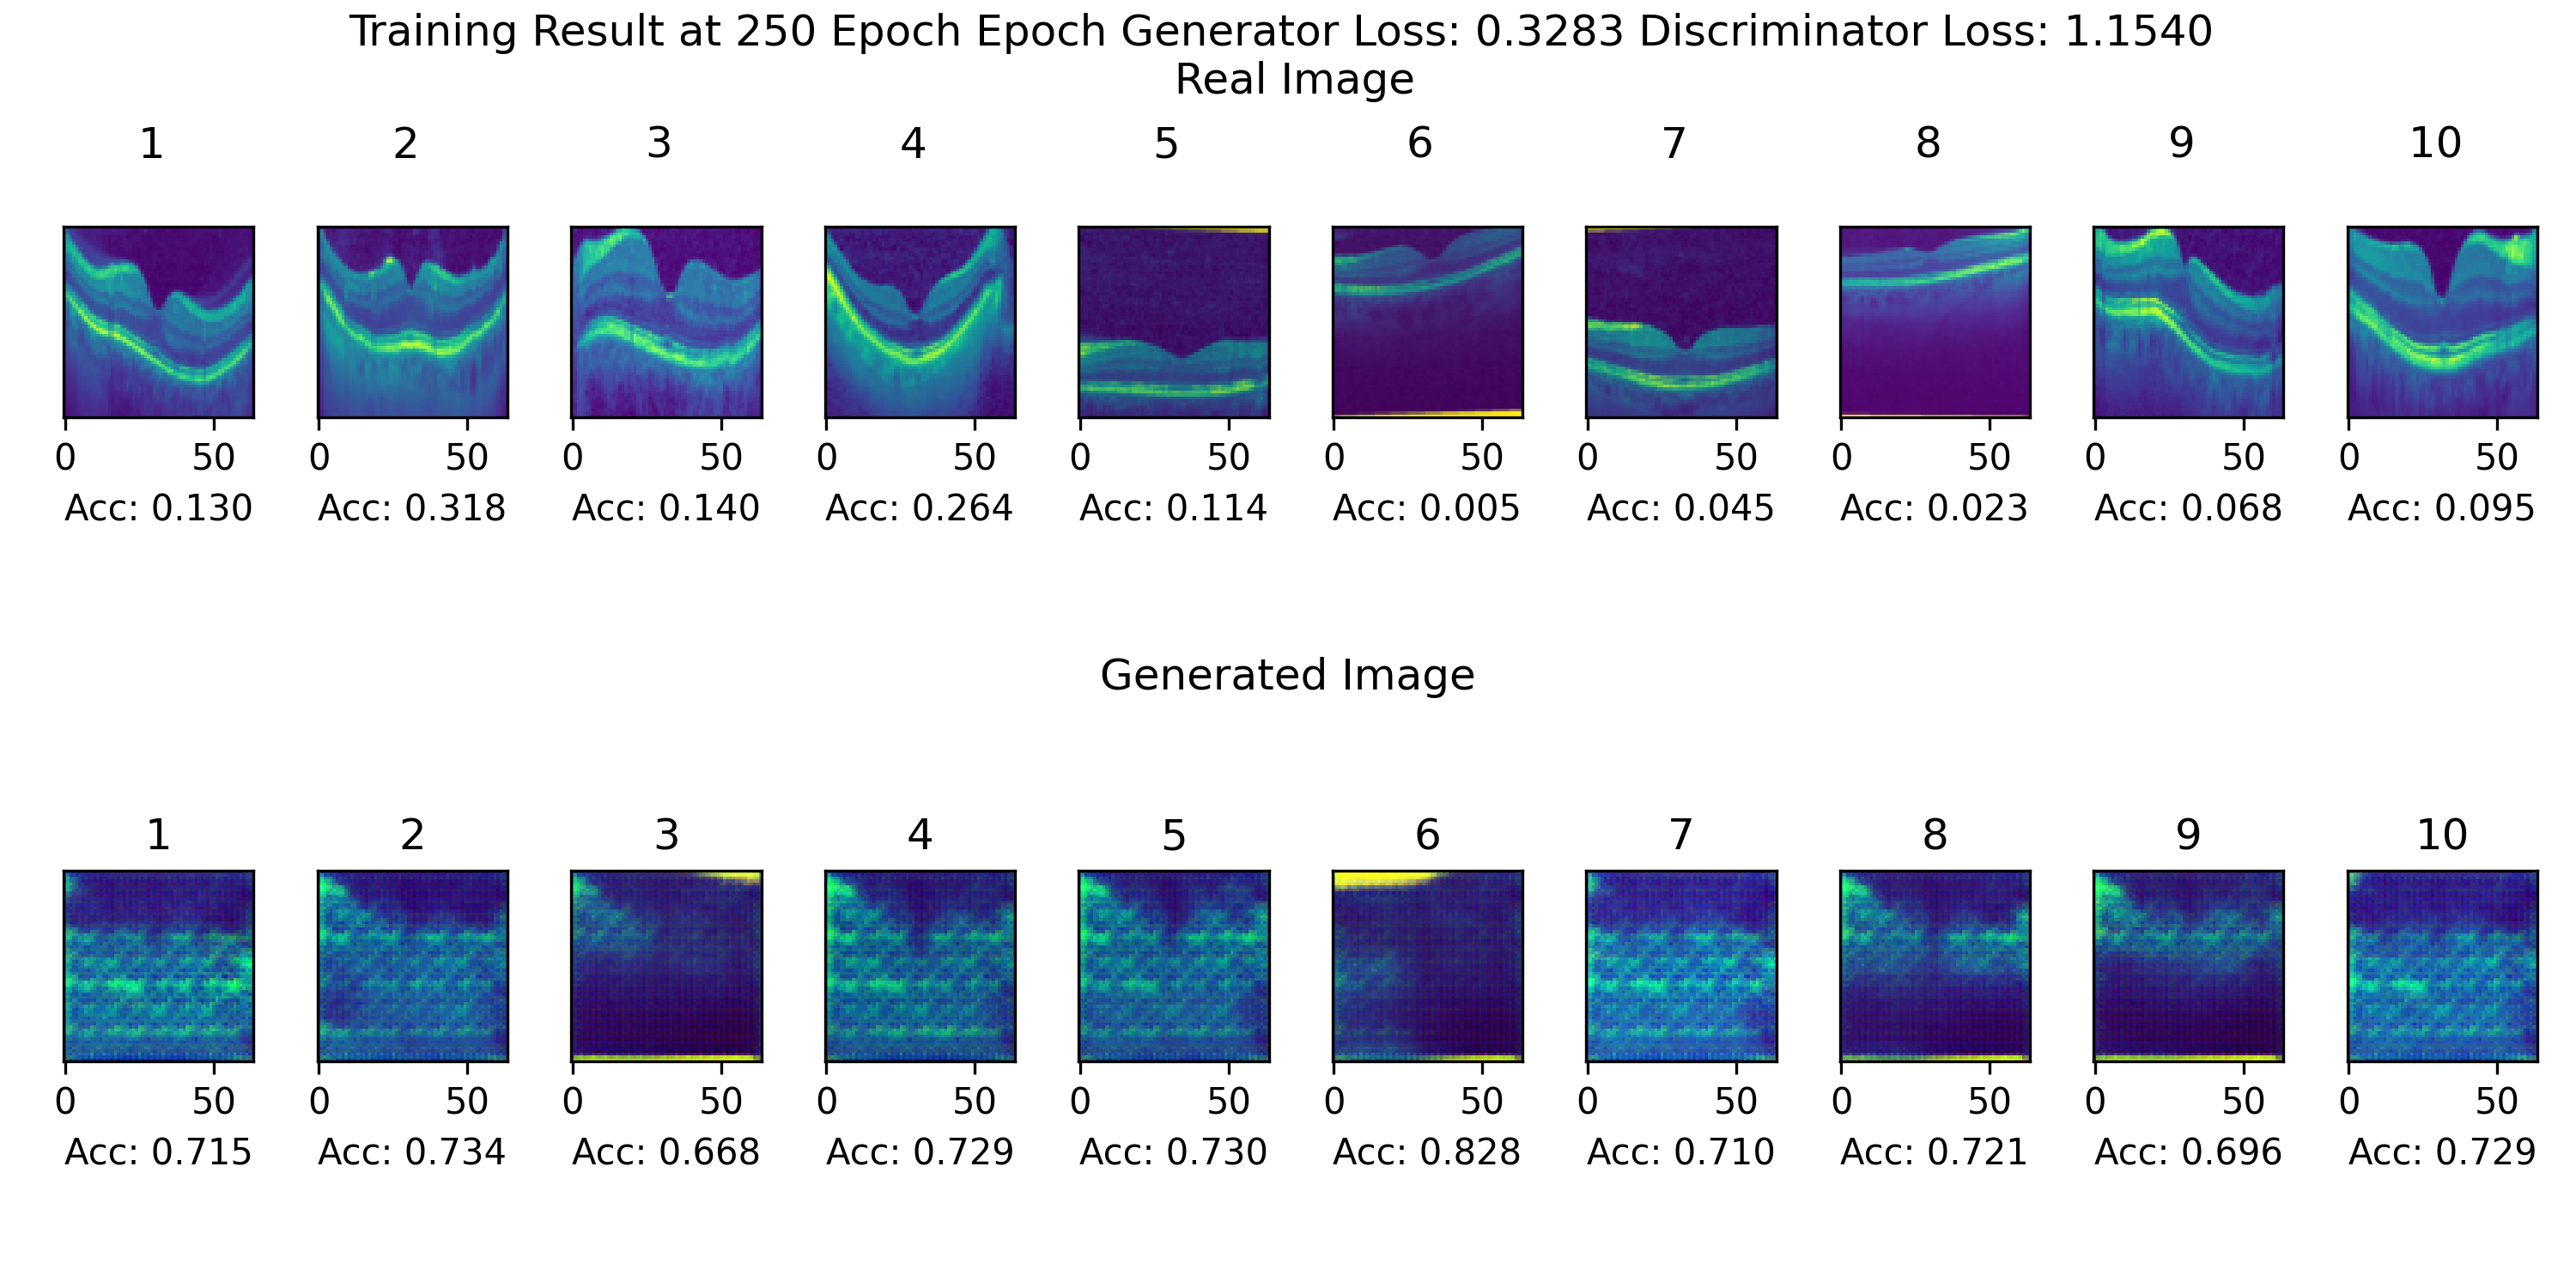 Training Result at 250 Epoch Epoch Generator Loss: 0.3283 Discriminator Loss: 1.1540
Real Image
1 2 3 4 5 6 7 8 9 10
0 50 0 50 0 50 0 50 0 50 0 50 0 50 0 50 0 50 0 50
Acc: 0.130 Acc: 0.318 Acc: 0.140 Acc: 0.264 Acc: 0.114 Acc: 0.005 Acc: 0.045 Acc: 0.023 Acc: 0.068 Acc: 0.095
Generated Image
1 2 3 4 5 6 7 8 9 10
0 50 0 50 0 50 0 50 0 50 0 50 0 50 0 50 0 50 0 50
Acc: 0.715 Acc: 0.734 Acc: 0.668 Acc: 0.729 Acc: 0.730 Acc: 0.828 Acc: 0.710 Acc: 0.721 Acc: 0.696 Acc: 0.729